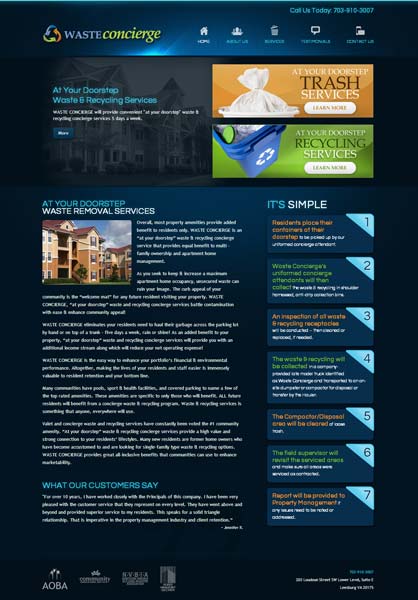 Call Us Today: 703-910-3007
WASTE concierge
HOME
ABOUT US
SERVICES
TESTIMONIALS
CONTACT US
At Your Doorstep
Waste & Recycling Services
WASTE CONCIERGE will provide convenient "at your doorstep" waste &
recycling concierge services 5 days a week.
More
AT YOUR DOORSTEP
TRASH
SERVICES
LEARN MORE
AT YOUR DOORSTEP
RECYCLING
SERVICES
LEARN MORE
AT YOUR DOORSTEP
WASTE REMOVAL SERVICES
Overall, most property amenities provide added
benefit to residents only. WASTE CONCIERGE is an
"at your doorstep" waste & recycling concierge
service that provides equal benefit to multi -
family ownership and apartment home
management.
As you seek to keep & increase a maximum
apartment home occupancy, unsecured waste can
ruin your image. The curb appeal of your
community is the "welcome mat" for any future resident visiting your property. WASTE
CONCIERGE, "at your doorstep" waste and recycling concierge services battle contamination
with ease & enhance community appeal!
WASTE CONCIERGE eliminates your residents need to haul their garbage across the parking lot
by hand or on top of a trunk - five days a week, rain or shine! As an added benefit to your
property, "at your doorstep" waste and recycling concierge services will provide you with an
additional income stream along which will reduce your net operating expense!
WASTE CONCIERGE is the easy way to enhance your portfolio's financial & environmental
performance. Altogether, making the lives of your residents and staff easier is immensely
valuable to resident retention and your bottom line.
Many communities have pools, sport & health facilities, and covered parking to name a few of
the top rated amenities. These amenities are specific to only those who will benefit. ALL future
residents will benefit from a concierge waste & recycling program. Waste & recycling services is
something that anyone, everywhere will use.
Valet and concierge waste and recycling services have constantly been voted the #1 community
amenity. "At your doorstep" waste & recycling concierge services provide a high value and
strong connection to your residents' lifestyles. Many new residents are former home owners who
have become accustomed to and are looking for single-family type waste & recycling options.
WASTE CONCIERGE provides great all-inclusive benefits that communities can use to enhance
marketability.
WHAT OUR CUSTOMERS SAY
"For over 10 years, I have worked closely with the Principals of this company. I have been very
pleased with the customer service that they represent on every level. They have went above and
beyond and provided superior service to my residents. This speaks for a solid triangle
relationship. That is imperative in the property management industry and client retention."
- Jennifer B.
IT'S SIMPLE
1
Residents place their
containers at their
doorstep to be picked up by our
uniformed concierge attendant.
2
Waste Concierge's
uniformed concierge
attendants will then
collect the waste & recycling in shoulder
harnessed, anti-drip collection bins.
3
An inspection of all waste
& recycling receptacles
will be conducted - then cleaned or
replaced, if needed.
4
The waste & recycling will
be collected in a company-
provided late model truck identified
as Waste Concierge and transported to an on-
site dumpster or compactor for disposal or
transfer by the hauler.
5
The Compactor/Disposal
area will be cleared of loose
trash.
6
The field supervisor will
revisit the serviced areas
and make sure all areas were
serviced as contracted.
7
Report will be provided to
Property Management if
any issues need to be noted or
addressed.
AOBA
community
NVBIA
703-910-3007
203 Loudoun Street SW Lower Level, Suite E
Leesburg VA 20175